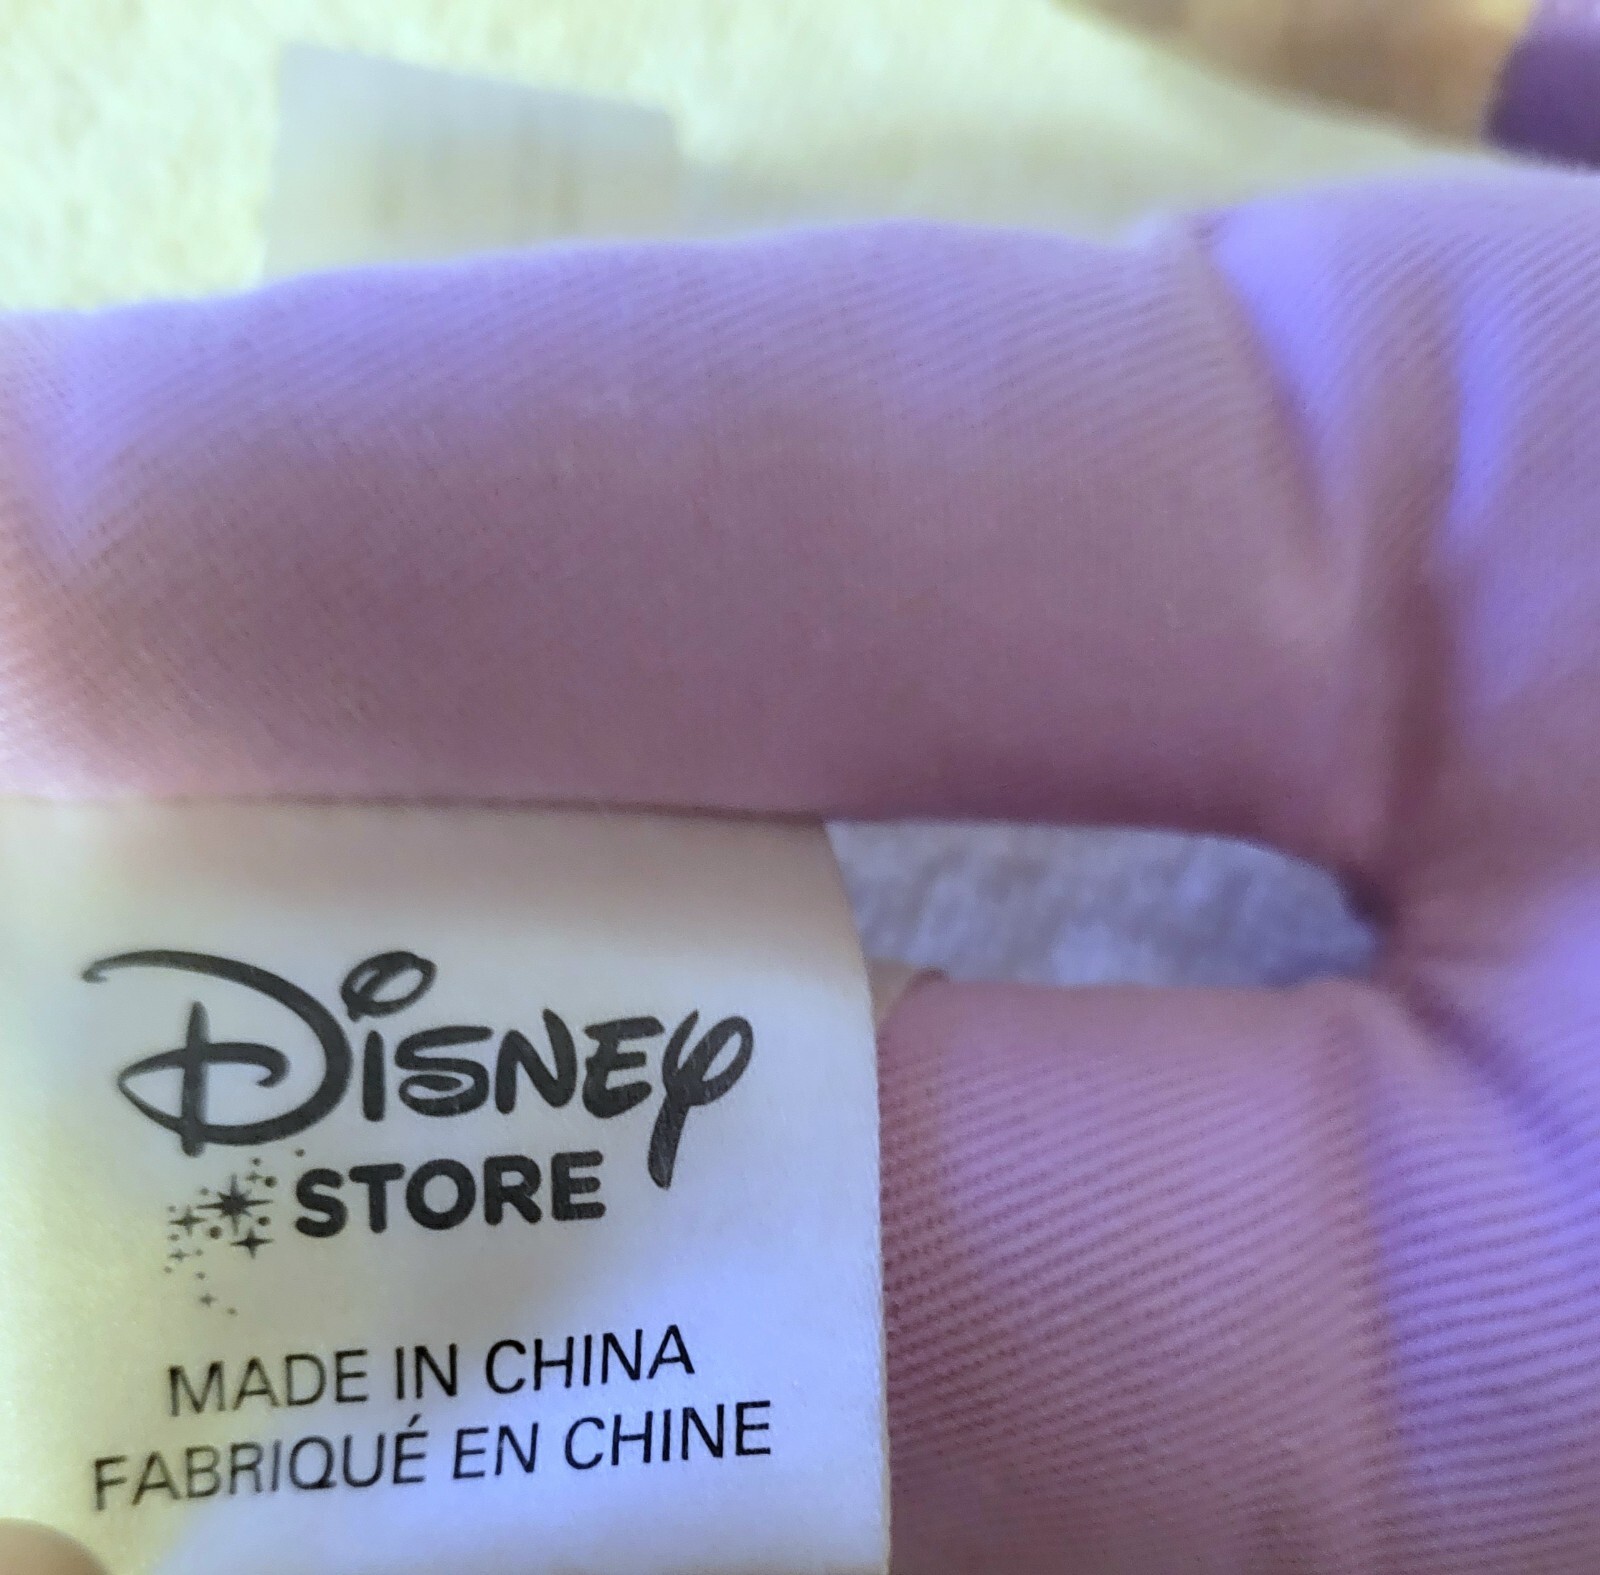 Disney
STORE
MADE IN CHINA
FABRIQUÉ EN CHINE